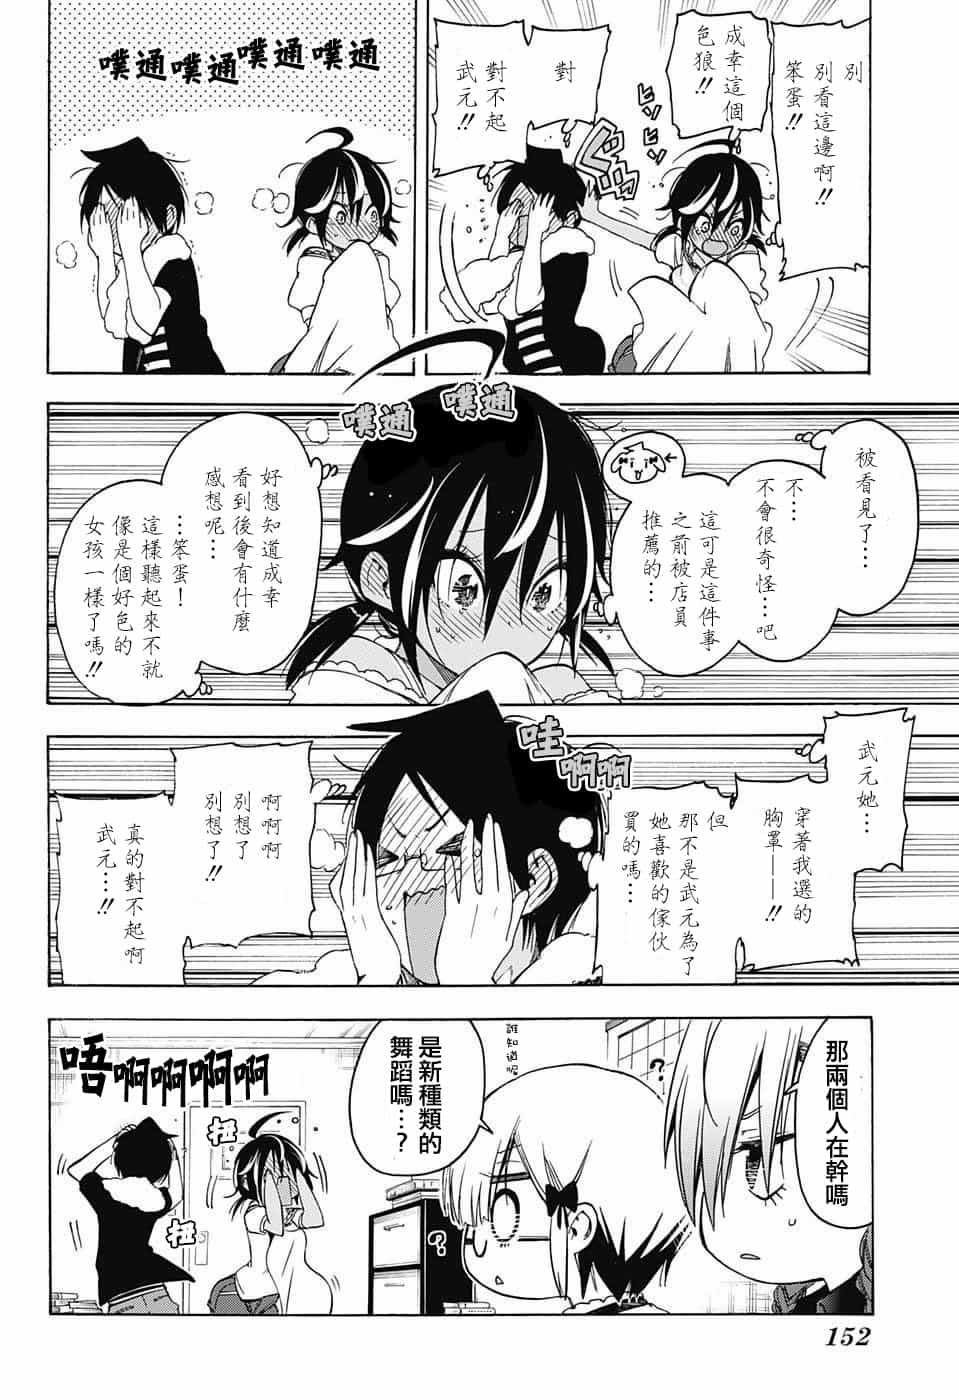 別
別看這邊啊!!
笨蛋!!
成幸這個
色狼!!
ヒソ
ヒソ
對
對不起
武元!!
噗通噗通噗通噗通
被看見了…
不…
不會很奇怪…吧
這可是這件事
之前被店員
推薦的…
噗通
噗通
好想知道成幸
看到後會有什麼
感想呢…
…笨蛋!
這樣聽起來不就
像是個好色的
女孩一樣了嗎!!
武元她…
穿著我選的
胸罩——!!
但
那不是武元為了
她喜歡的傢伙
買的嗎…
哇啊啊
啊啊啊
別想了
別想了!!
真的對不起啊
武元…!!
那兩個人在幹嗎
?
誰知道呢
?
是新種類的
舞蹈嗎…?
唔啊啊啊啊
扭
扭
152